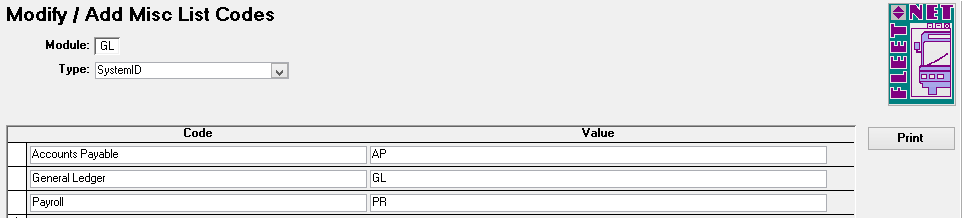 Modify / Add Misc List Codes
Module: GL
Type: SystemID
FLEET NET
Code Value
Print
Accounts Payable AP
General Ledger GL
Payroll PR